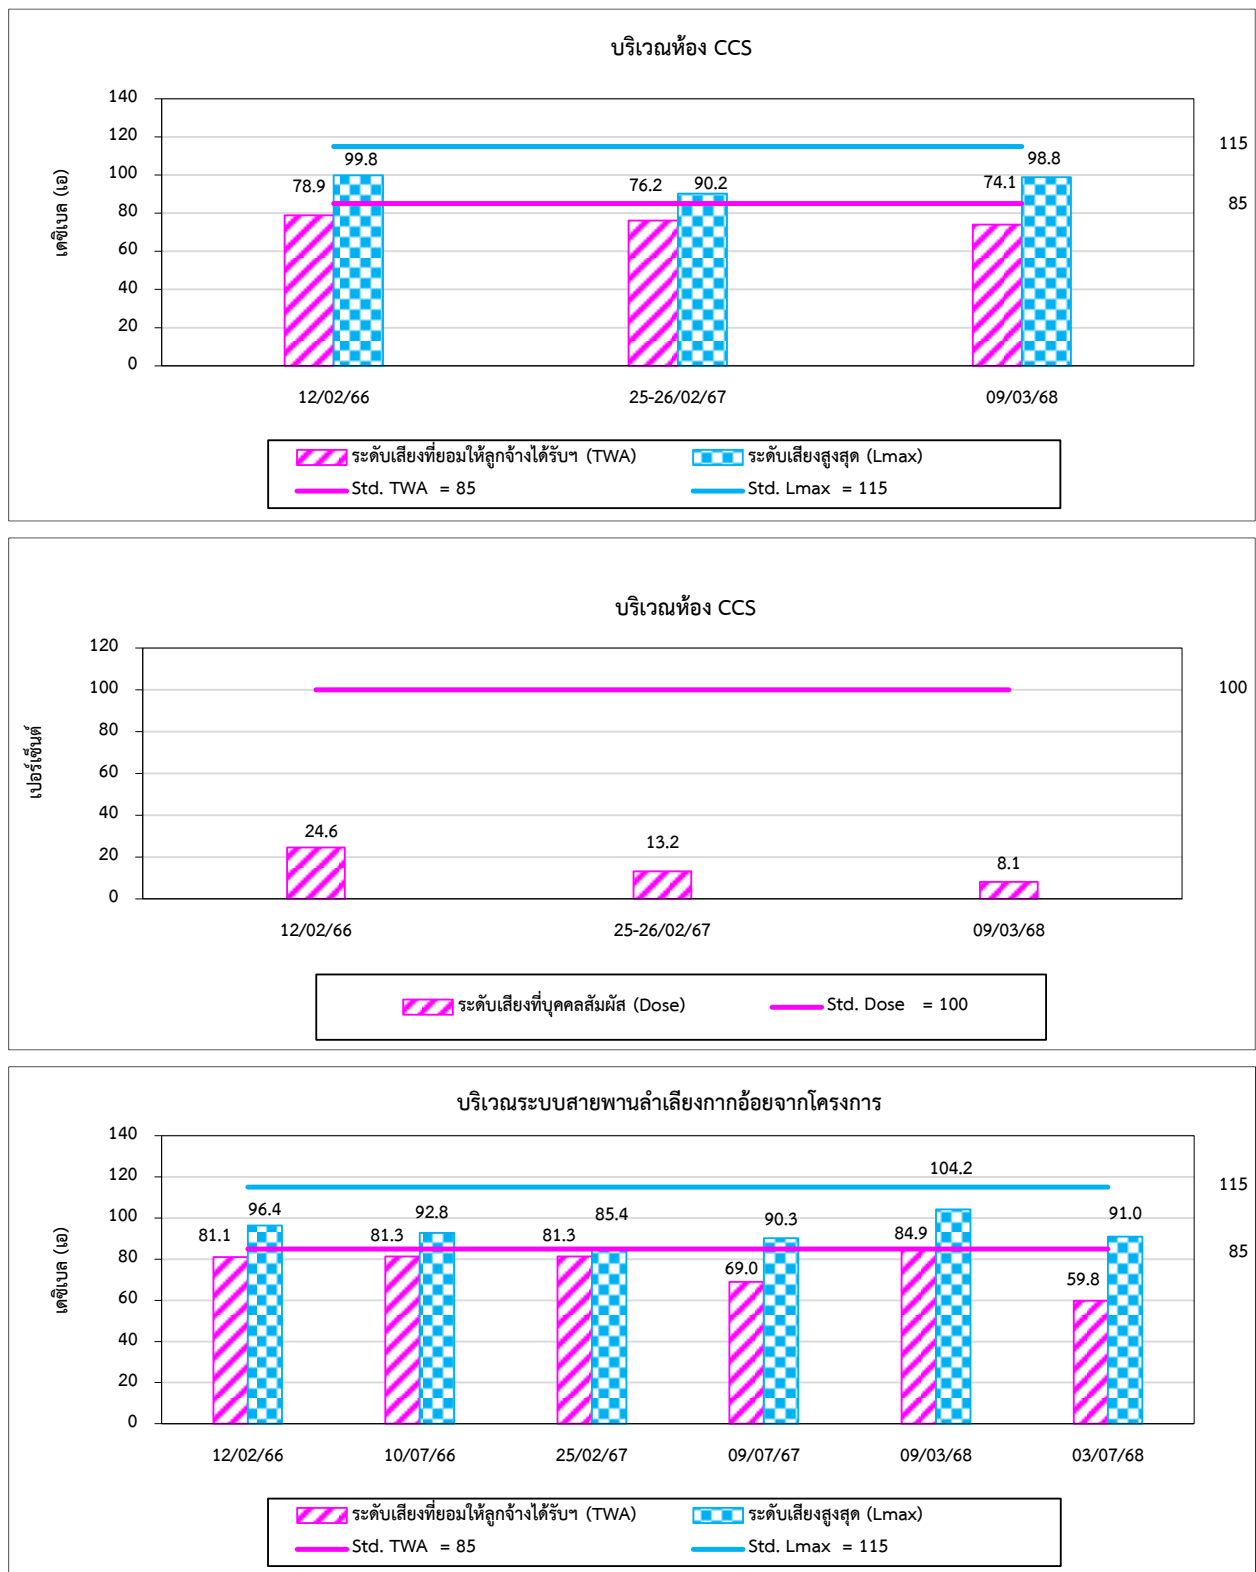 บริเวณห้อง CCS
เดซิเบล (เอ)
140
120
100
80
60
40
20
0
115
85
78.9 99.8 76.2 90.2 74.1 98.8
12/02/66 25-26/02/67 09/03/68
ระดับเสียงที่ยอมให้ลูกจ้างได้รับฯ (TWA) ระดับเสียงสูงสุด (Lmax)
Std. TWA = 85 Std. Lmax = 115
บริเวณห้อง CCS
เปอร์เซ็นต์
120
100
80
60
40
20
0
100
24.6 13.2 8.1
12/02/66 25-26/02/67 09/03/68
ระดับเสียงที่บุคคลสัมผัส (Dose) Std. Dose = 100
บริเวณระบบสายพานลำเลียงกากอ้อยจากโครงการ
เดซิเบล (เอ)
140
120
100
80
60
40
20
0
115
85
81.1 96.4 81.3 92.8 81.3 85.4 69.0 90.3 84.9 104.2 59.8 91.0
12/02/66 10/07/66 25/02/67 09/07/67 09/03/68 03/07/68
ระดับเสียงที่ยอมให้ลูกจ้างได้รับฯ (TWA) ระดับเสียงสูงสุด (Lmax)
Std. TWA = 85 Std. Lmax = 115